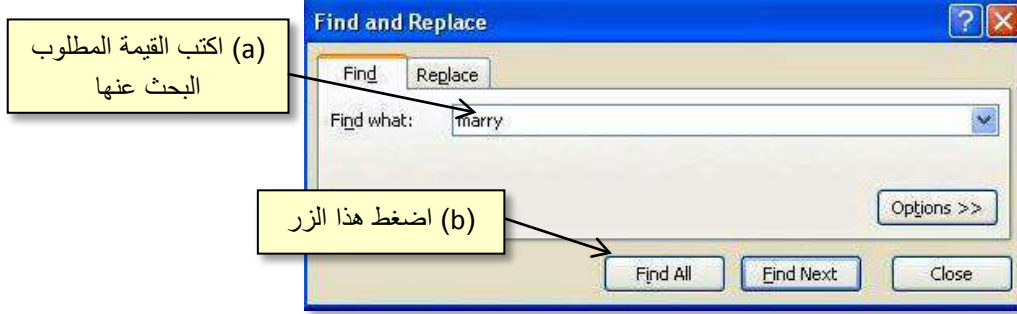 Find and Replace
(a) اكتب القيمة المطلوب
البحث عنها
Find Replace
Find what: marry
(b) اضغط هذا الزر
Options >>
Find All Find Next Close